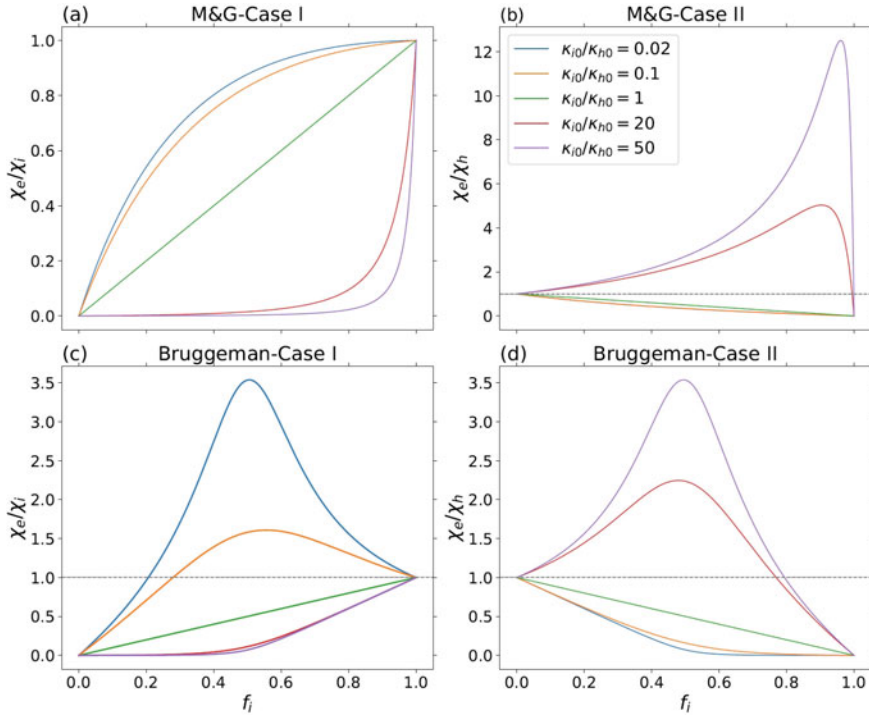 (a) M&G-Case I
1.0
0.8
0.6
0.4
0.2
0.0
χe/χi
(b) M&G-Case II
12
10
8
6
4
2
0
χe/χh
κi0/κh0 = 0.02
κi0/κh0 = 0.1
κi0/κh0 = 1
κi0/κh0 = 20
κi0/κh0 = 50
(c) Bruggeman-Case I
3.5
3.0
2.5
2.0
1.5
1.0
0.5
0.0
χe/χi
0.0 0.2 0.4 0.6 0.8 1.0
fi
(d) Bruggeman-Case II
3.5
3.0
2.5
2.0
1.5
1.0
0.5
0.0
χe/χh
0.0 0.2 0.4 0.6 0.8 1.0
fi